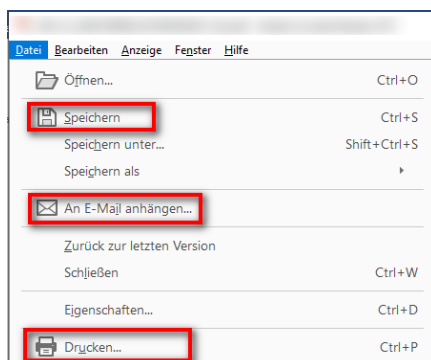 Datei Bearbeiten Anzeige Fenster Hilfe
Öffnen... Ctrl+O
Speichern Ctrl+S
Speichern unter... Shift+Ctrl+S
Speichern als
An E-Mail anhängen...
Zurück zur letzten Version
Schließen Ctrl+W
Eigenschaften... Ctrl+D
Drucken... Ctrl+P